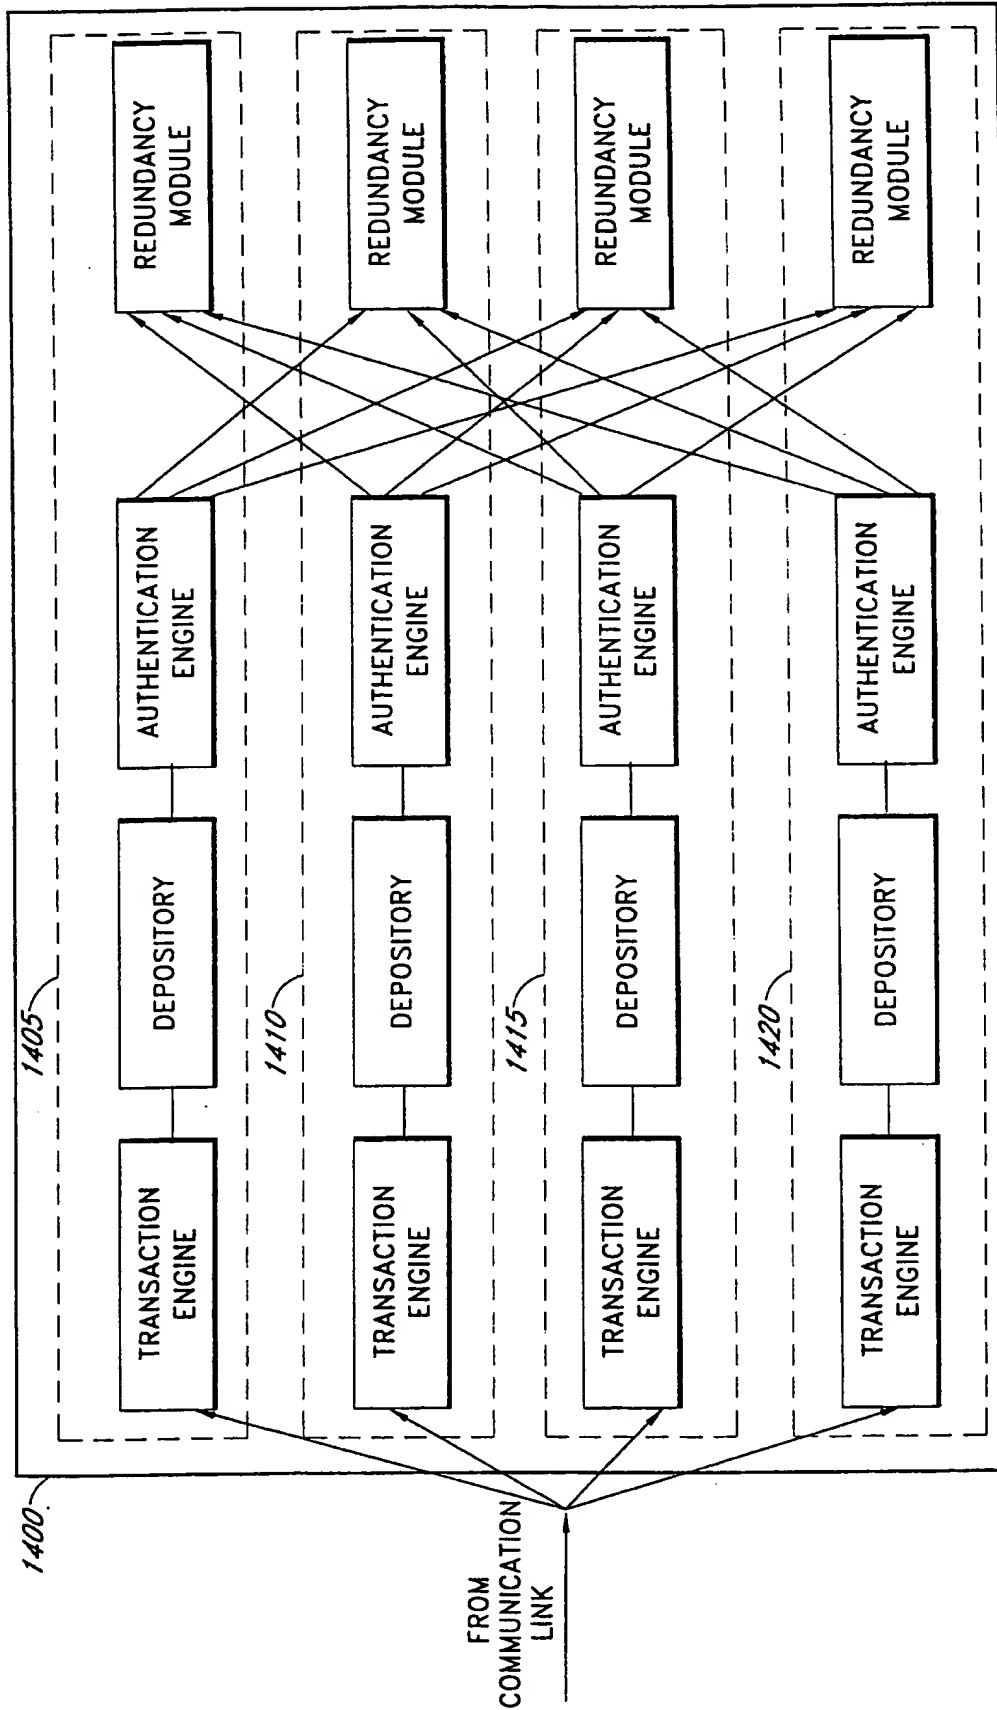 1400
FROM
COMMUNICATION
LINK
1405
TRANSACTION
ENGINE
DEPOSITORY
AUTHENTICATION
ENGINE
REDUNDANCY
MODULE
1410
TRANSACTION
ENGINE
DEPOSITORY
AUTHENTICATION
ENGINE
REDUNDANCY
MODULE
1415
TRANSACTION
ENGINE
DEPOSITORY
AUTHENTICATION
ENGINE
REDUNDANCY
MODULE
1420
TRANSACTION
ENGINE
DEPOSITORY
AUTHENTICATION
ENGINE
REDUNDANCY
MODULE